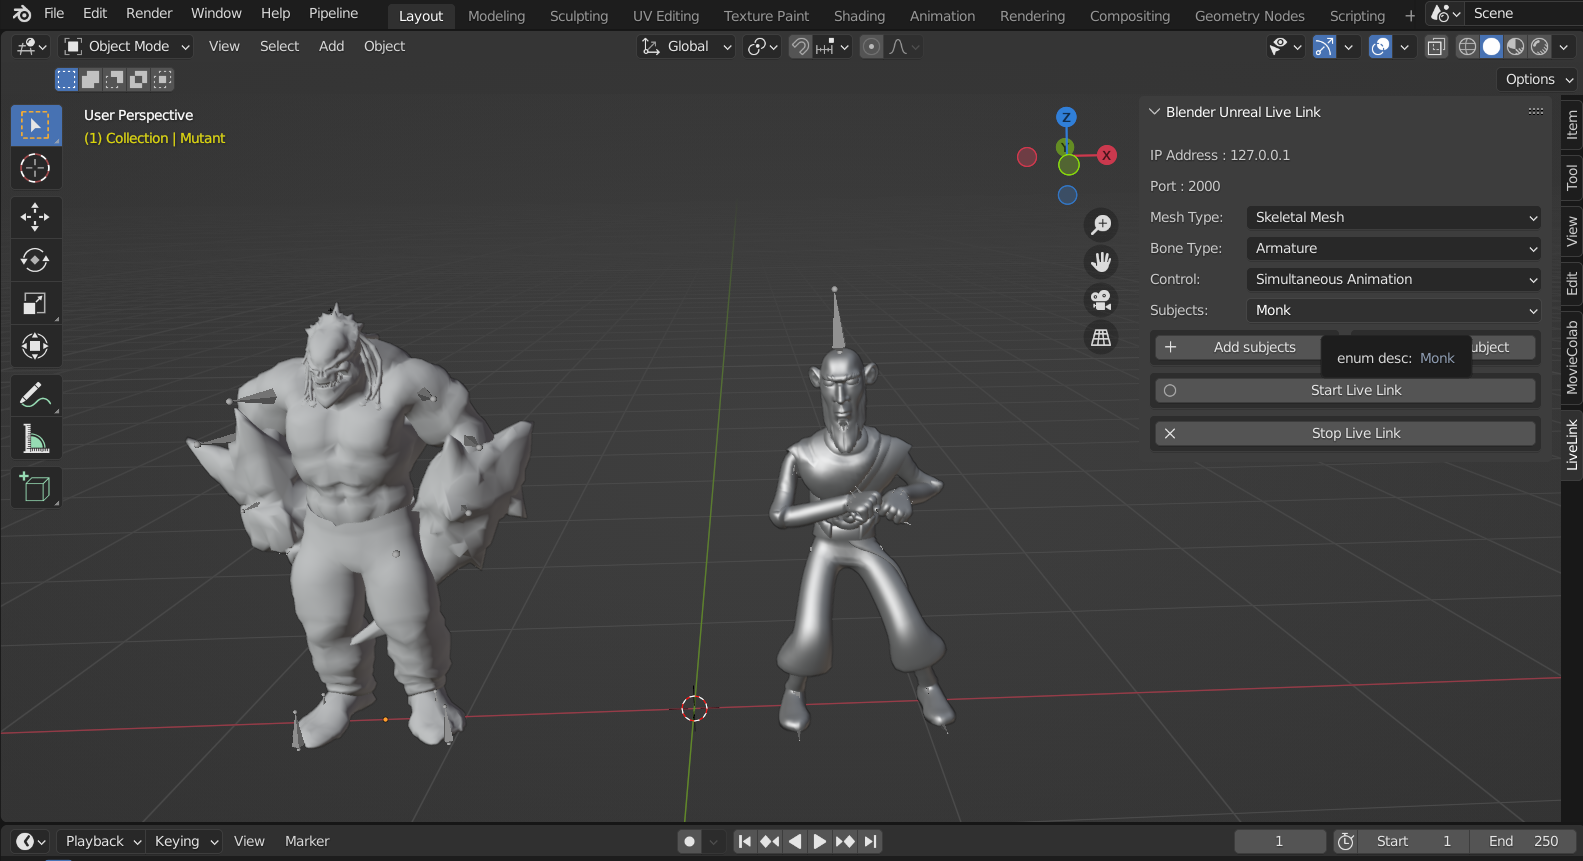 File Edit Render Window Help Pipeline Layout Modeling Sculpting UV Editing Texture Paint Shading Animation Rendering Compositing Geometry Nodes Scripting + Scene
Object Mode View Select Add Object Global
Options
User Perspective
(1) Collection | Mutant
Z
Y
X
Blender Unreal Live Link
IP Address : 127.0.0.1
Port : 2000
Mesh Type: Skeletal Mesh
Bone Type: Armature
Control: Simultaneous Animation
Subjects: Monk
+ Add subjects
ubject
enum desc: Monk
Start Live Link
Stop Live Link
Item
Tool
View
Edit
MovieColab
LiveLink
Playback Keying View Marker 1 Start 1 End 250